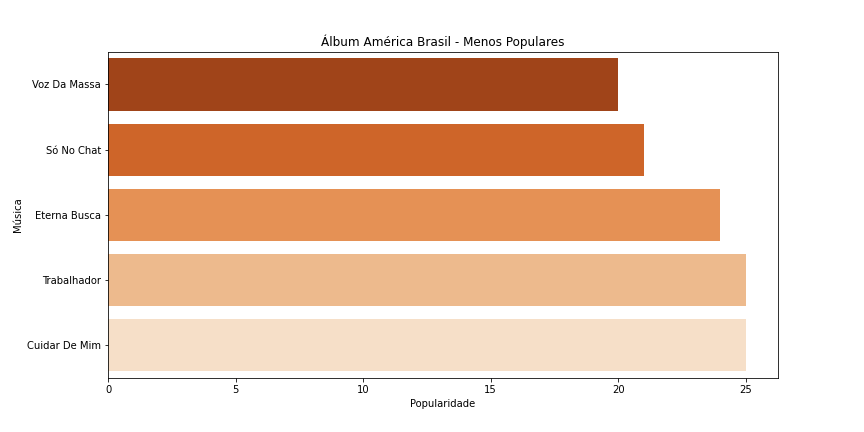 Álbum América Brasil - Menos Populares
Voz Da Massa
Só No Chat
Eterna Busca
Trabalhador
Cuidar De Mim
Música
0 5 10 15 20 25
Popularidade